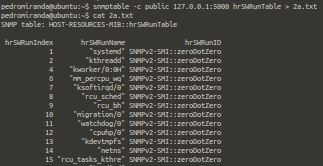 pedromiranda@ubuntu:~$ snmptable -c public 127.0.0.1:5000 hrSWRunTable > 2a.txt
pedromiranda@ubuntu:~$ cat 2a.txt
SNMP table: HOST-RESOURCES-MIB::hrSWRunTable
hrSWRunIndex hrSWRunName hrSWRunID
1 "systemd" SNMPv2-SMI::zeroDotZero
2 "kthreadd" SNMPv2-SMI::zeroDotZero
4 "kworker/0:0H" SNMPv2-SMI::zeroDotZero
6 "mm_percpu_wq" SNMPv2-SMI::zeroDotZero
7 "ksoftirqd/0" SNMPv2-SMI::zeroDotZero
8 "rcu_sched" SNMPv2-SMI::zeroDotZero
9 "rcu_bh" SNMPv2-SMI::zeroDotZero
10 "migration/0" SNMPv2-SMI::zeroDotZero
11 "watchdog/0" SNMPv2-SMI::zeroDotZero
12 "cpuhp/0" SNMPv2-SMI::zeroDotZero
13 "kdevtmpfs" SNMPv2-SMI::zeroDotZero
14 "netns" SNMPv2-SMI::zeroDotZero
15 "rcu_tasks_kthre" SNMPv2-SMI::zeroDotZero